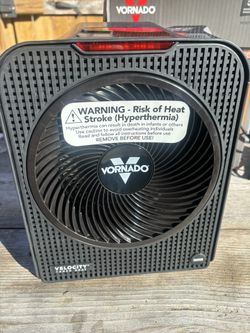 VORNADO
WARNING - Risk of Heat
Stroke (Hyperthermia)
Hyperthermia can result in death in infants or others
Use caution to avoid overheating individuals
Read and follow all instructions before use
REMOVE BEFORE USE!
VORNADO
VELOCITY